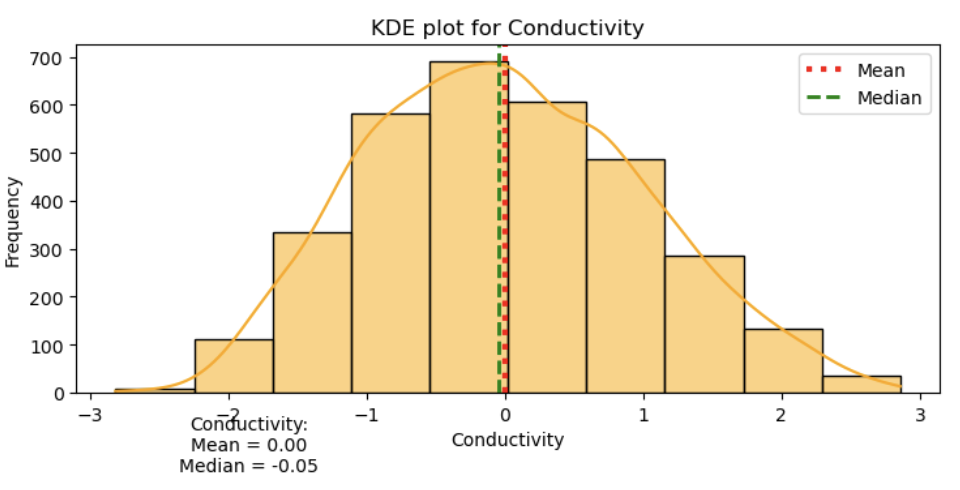 KDE plot for Conductivity
Mean
Median
Frequency
700
600
500
400
300
200
100
0
−3
−2
−1
0
1
2
3
Conductivity
Conductivity:
Mean = 0.00
Median = -0.05